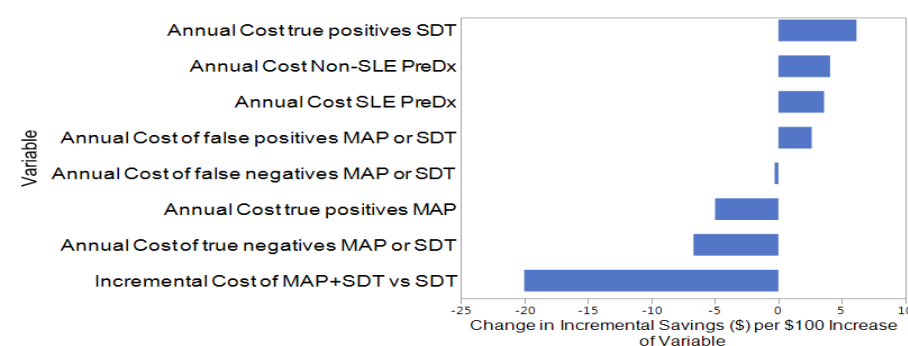 Annual Cost true positives SDT
Annual Cost Non-SLE PreDx
Annual Cost SLE PreDx
Annual Cost of false positives MAP or SDT
Annual Cost of false negatives MAP or SDT
Annual Cost true positives MAP
Annual Cost of true negatives MAP or SDT
Incremental Cost of MAP+SDT vs SDT
Variable
-25 -20 -15 -10 -5 0 5 10
Change in Incremental Savings ($) per $100 Increase
of Variable